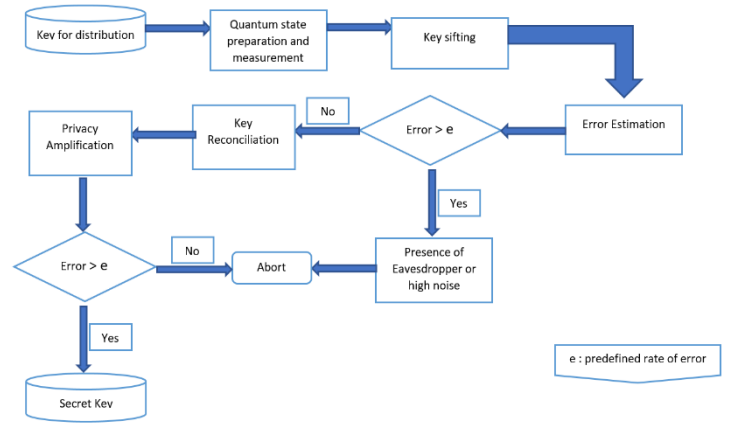 Key for distribution
Quantum state
preparation and
measurement
Key sifting
Error Estimation
Error > e
No
Key
Reconciliation
Privacy
Amplification
Yes
Presence of
Eavesdropper or
high noise
Abort
No
Error > e
Yes
Secret Key
e : predefined rate of error